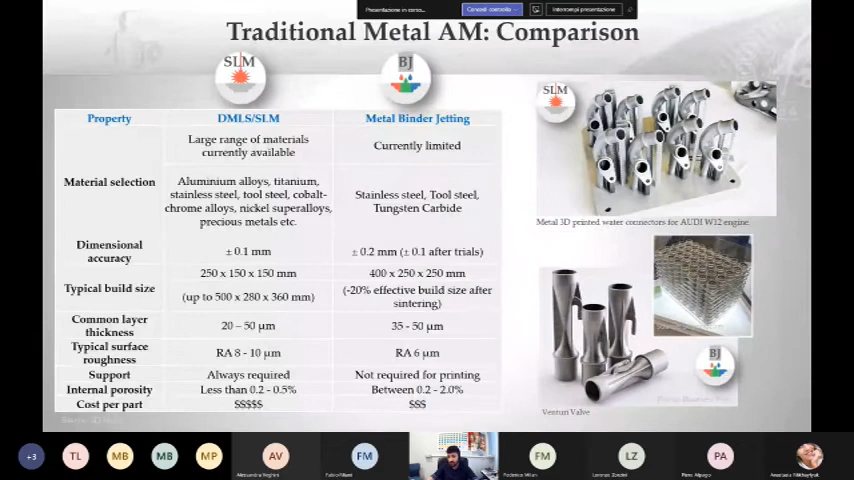 Presentazione in corso...
Concedi controllo
Interrompi presentazione
Traditional Metal AM: Comparison
SLM
BJ
Property
DMLS/SLM
Metal Binder Jetting
Material selection
Large range of materials
currently available
Currently limited
Aluminium alloys, titanium,
stainless steel, tool steel, cobalt-
chrome alloys, nickel superalloys,
precious metals etc.
Stainless steel, Tool steel,
Tungsten Carbide
Dimensional
accuracy
± 0.1 mm
± 0.2 mm (± 0.1 after trials)
Typical build size
250 x 150 x 150 mm
400 x 250 x 250 mm
(up to 500 x 280 x 360 mm)
(-20% effective build size after
sintering)
Common layer
thickness
20 – 50 µm
35 - 50 µm
Typical surface
roughness
RA 8 - 10 µm
RA 6 µm
Support
Always required
Not required for printing
Internal porosity
Less than 0.2 - 0.5%
Between 0.2 - 2.0%
Cost per part
$$$$$
$$$
SLM
Metal 3D printed water connectors for AUDI W12 engine.
BJ
Venturi Valve
+3
TL
MB
MB
MP
AV
FM
FM
LZ
PA